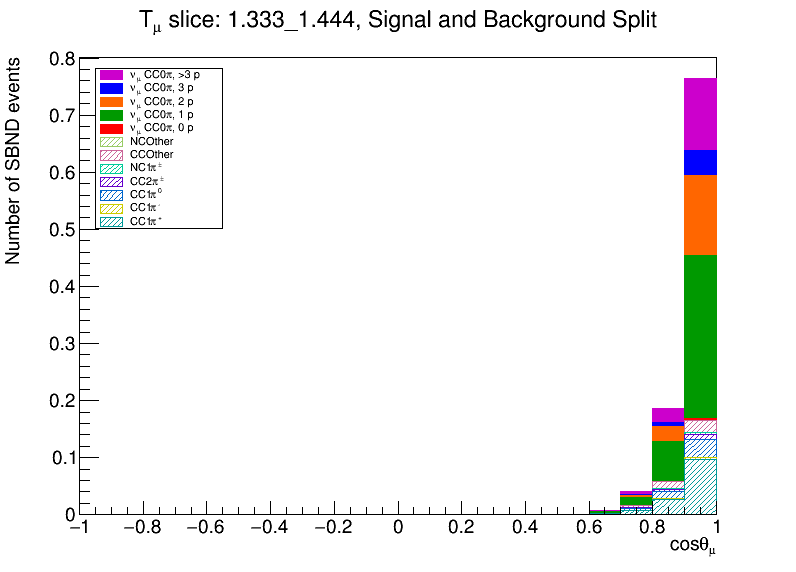 T_μ slice: 1.333_1.444, Signal and Background Split
Number of SBND events
0.8
0.7
0.6
0.5
0.4
0.3
0.2
0.1
0
ν_μ CC0π, >3 p
ν_μ CC0π, 3 p
ν_μ CC0π, 2 p
ν_μ CC0π, 1 p
ν_μ CC0π, 0 p
NCOther
CCOther
NC1π^±
CC2π^±
CC1π^0
CC1π^-
CC1π^+
−1 −0.8 −0.6 −0.4 −0.2 0 0.2 0.4 0.6 0.8 1
cosθ_μ